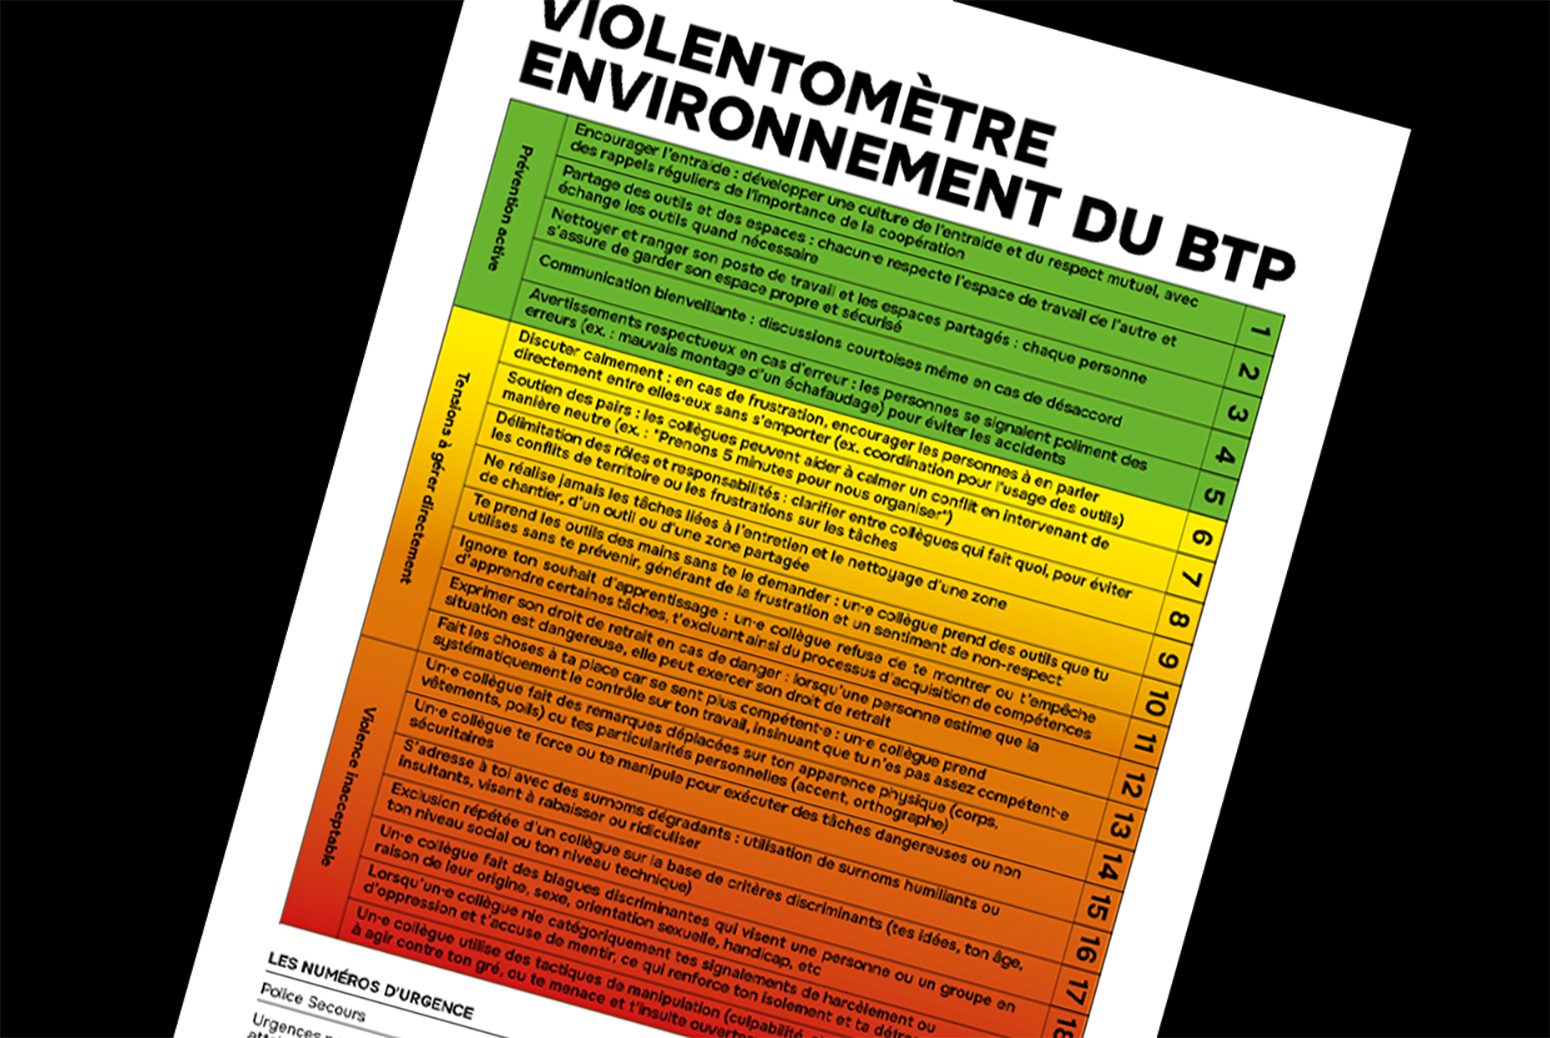 VIOLENTOMÈTRE
ENVIRONNEMENT DU BTP
Prévention active
Encourager l'entraide : développer une culture de l'entraide et du respect mutuel, avec
des rappels réguliers de l'importance de la coopération
1
Partage des outils et des espaces : chacun·e respecte l'espace de travail de l'autre et
échange les outils quand nécessaire
2
Nettoyer et ranger son poste de travail et les espaces partagés : chaque personne
s'assure de garder son espace propre et sécurisé
3
Communication bienveillante : discussions courtoises même en cas de désaccord
4
Avertissements respectueux en cas d'erreur : les personnes se signalent poliment des
erreurs (ex. : mauvais montage d'un échafaudage) pour éviter les accidents
5
Tensions à gérer directement
Discuter calmement : en cas de frustration, encourager les personnes à en parler
directement entre elles·eux sans s'emporter (ex. coordination pour l'usage des outils)
6
Soutien des pairs : les collègues peuvent aider à calmer un conflit en intervenant de
manière neutre (ex. : "Prenons 5 minutes pour nous organiser")
7
Délimitation des rôles et responsabilités : clarifier entre collègues qui fait quoi, pour éviter
les conflits de territoire ou les frustrations sur les tâches
8
Ne réalise jamais les tâches liées à l'entretien et le nettoyage d'une zone
de chantier, d'un outil ou d'une zone partagée
9
Te prend les outils des mains sans te le demander : un·e collègue prend des outils que tu
utilises sans te prévenir, générant de la frustration et un sentiment de non-respect
10
Ignore ton souhait d'apprentissage : un·e collègue refuse de te montrer ou t'empêche
d'apprendre certaines tâches, t'excluant ainsi du processus d'acquisition de compétences
11
Exprimer son droit de retrait en cas de danger : lorsqu'une personne estime que la
situation est dangereuse, elle peut exercer son droit de retrait
12
Violence inacceptable
Fait les choses à ta place car se sent plus compétent·e : un·e collègue prend
systématiquement le contrôle sur ton travail, insinuant que tu n'es pas assez compétent·e
13
Un·e collègue fait des remarques déplacées sur ton apparence physique (corps,
vêtements, poils) ou tes particularités personnelles (accent, orthographe)
14
Un·e collègue te force ou te manipule pour exécuter des tâches dangereuses ou non
sécuritaires
15
S'adresse à toi avec des surnoms dégradants : utilisation de surnoms humiliants ou
insultants, visant à rabaisser ou ridiculiser
16
Exclusion répétée d'un collègue sur la base de critères discriminants (tes idées, ton âge,
ton niveau social ou ton niveau technique)
17
Un·e collègue fait des blagues discriminantes qui visent une personne ou un groupe en
raison de leur origine, sexe, orientation sexuelle, handicap, etc
18
Lorsqu'un·e collègue nie catégoriquement tes signalements de harcèlement ou
d'oppression et t'accuse de mentir, ce qui renforce ton isolement et ta
Un·e collègue utilise des tactiques de manipulation (culpabilité,
à agir contre ton gré, ou te menace et t'insulte
LES NUMÉROS D'URGENCE
Police Secours
Urgences